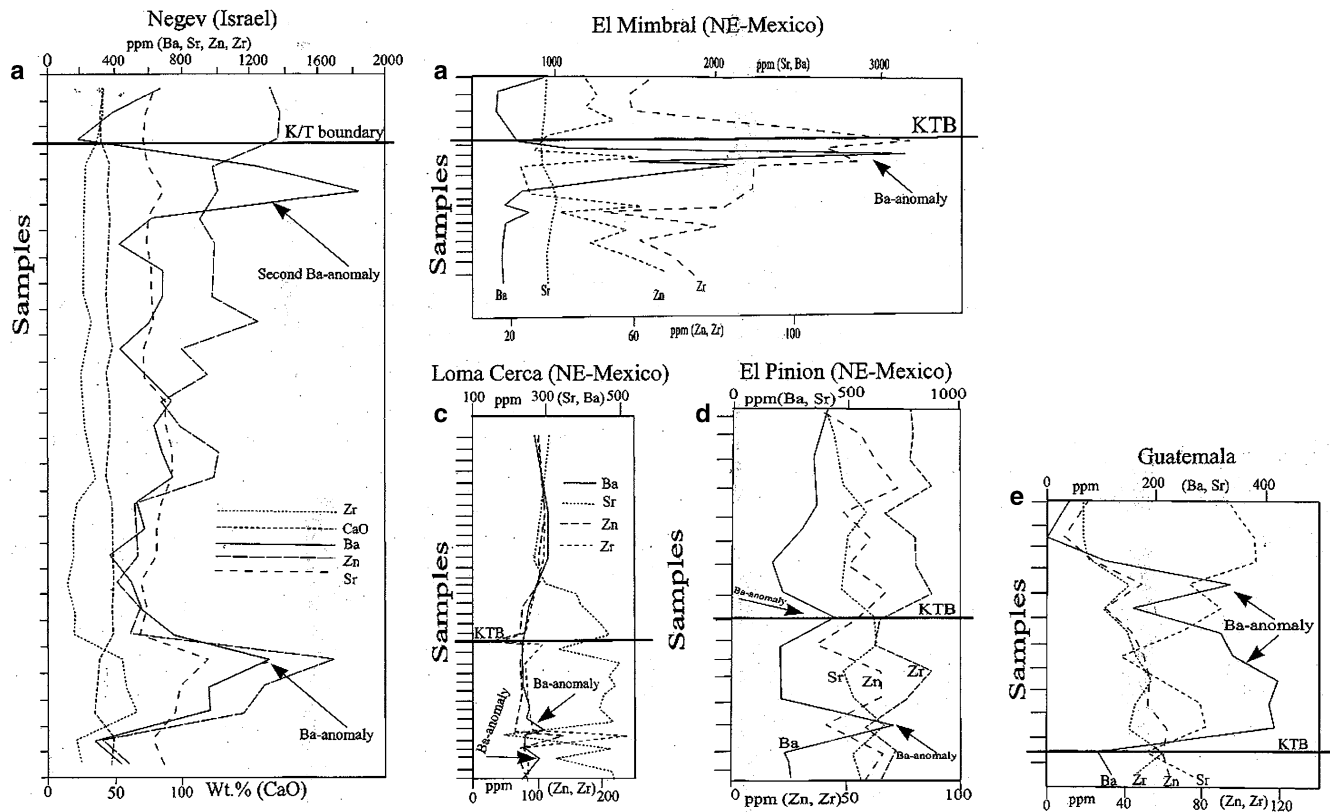 Negev (Israel)
ppm (Ba, Sr, Zn, Zr)
a
0 400 800 1200 1600 2000
K/T boundary
Second Ba-anomaly
Samples
Zr
CaO
Ba
Zn
Sr
Ba-anomaly
0 50 100
Wt.% (CaO)
El Mimbral (NE-Mexico)
a
1000 2000 ppm (Sr, Ba) 3000
KTB
Ba-anomaly
Samples
Ba Sr Zn Zr
20 60 ppm (Zn, Zr) 100
Loma Cerca (NE-Mexico)
100 300 500
c ppm (Sr, Ba)
Ba
Sr
Zn
Zr
Samples
KTB
Ba-anomaly
Ba-anomaly
0 100 200
ppm (Zn, Zr)
El Pinion (NE-Mexico)
0 500 1000
ppm(Ba, Sr)
d
Samples
Ba-anomaly
KTB
Sr Zn Zr
Ba
Ba-anomaly
0 50 100
ppm (Zn, Zr)
Guatemala
0 ppm 200 (Ba, Sr) 400
e
Samples
Ba-anomaly
KTB
Ba Zr Zn Sr
0 40 80 120
ppm (Zn, Zr)